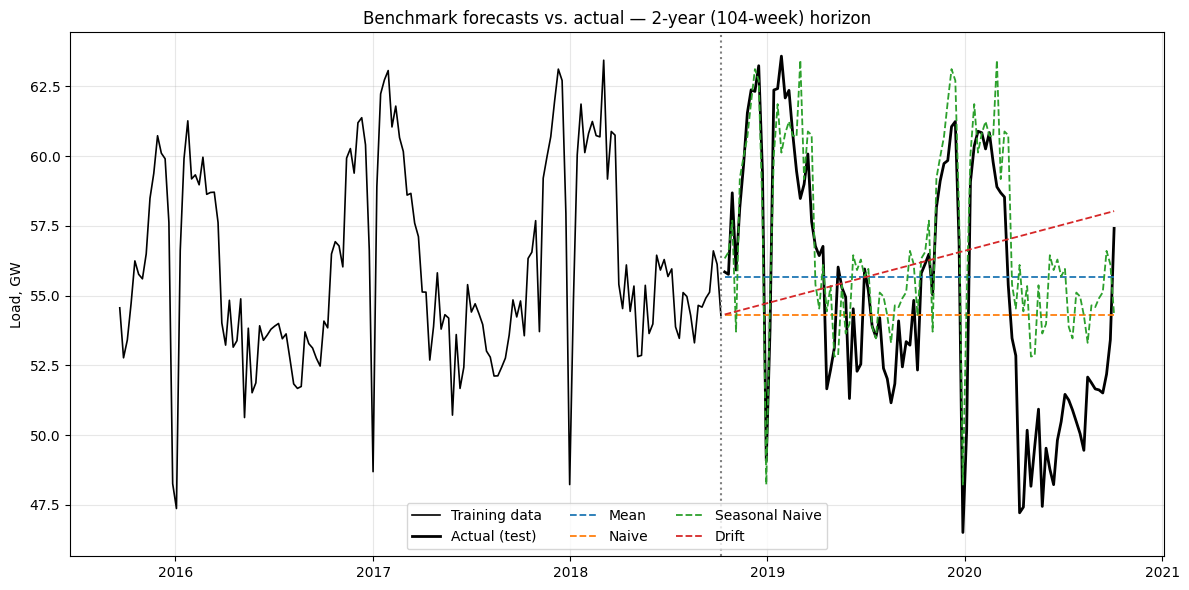 Benchmark forecasts vs. actual — 2-year (104-week) horizon
Load, GW
62.5
60.0
57.5
55.0
52.5
50.0
47.5
Training data
Actual (test)
Mean
Naive
Seasonal Naive
Drift
2016
2017
2018
2019
2020
2021